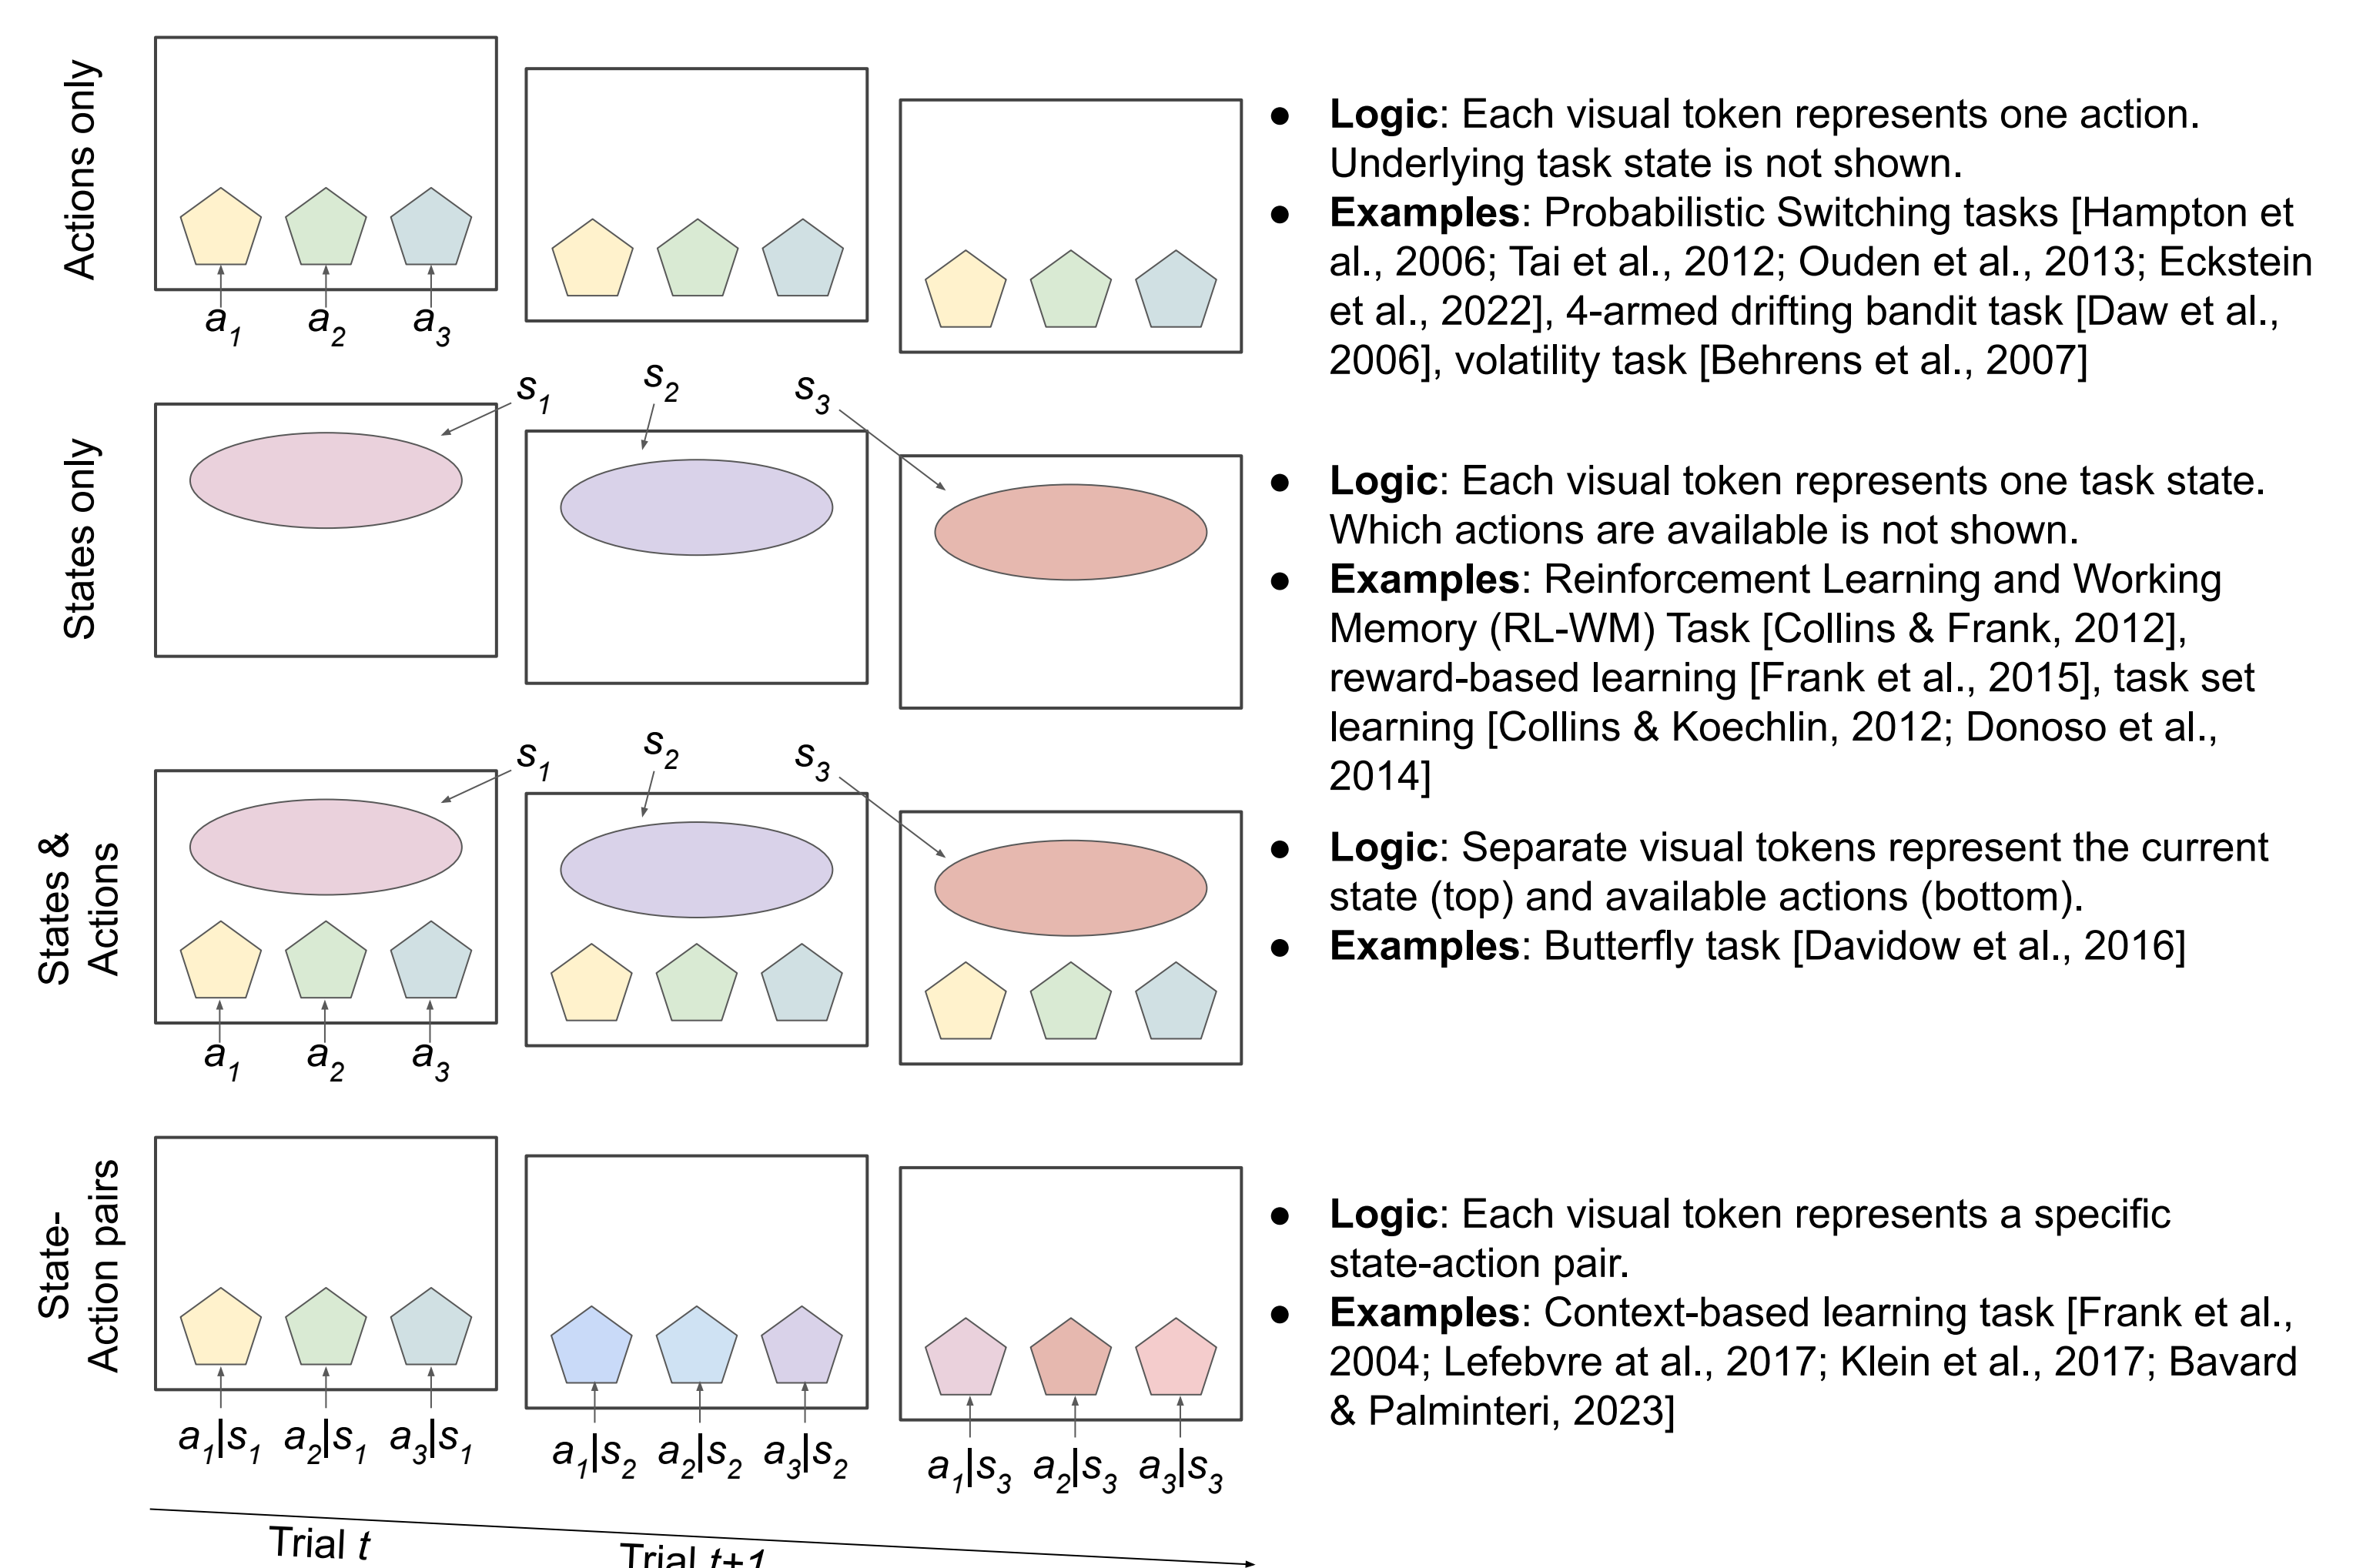 Actions only
a1 a2 a3
● Logic: Each visual token represents one action.
Underlying task state is not shown.
● Examples: Probabilistic Switching tasks [Hampton et
al., 2006; Tai et al., 2012; Ouden et al., 2013; Eckstein
et al., 2022], 4-armed drifting bandit task [Daw et al.,
2006], volatility task [Behrens et al., 2007]
States only
s1 s2 s3
● Logic: Each visual token represents one task state.
Which actions are available is not shown.
● Examples: Reinforcement Learning and Working
Memory (RL-WM) Task [Collins & Frank, 2012],
reward-based learning [Frank et al., 2015], task set
learning [Collins & Koechlin, 2012; Donoso et al.,
2014]
States &
Actions
s1 s2 s3
a1 a2 a3
● Logic: Separate visual tokens represent the current
state (top) and available actions (bottom).
● Examples: Butterfly task [Davidow et al., 2016]
State-
Action pairs
a1|s1 a2|s1 a3|s1
a1|s2 a2|s2 a3|s2
a1|s3 a2|s3 a3|s3
● Logic: Each visual token represents a specific
state-action pair.
● Examples: Context-based learning task [Frank et al.,
2004; Lefebvre at al., 2017; Klein et al., 2017; Bavard
& Palminteri, 2023]
Trial t
Trial t+1